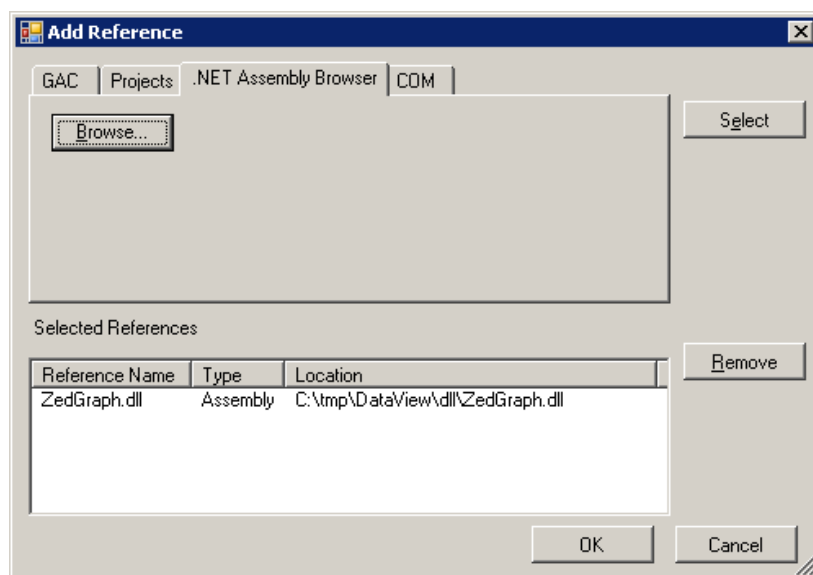 Add Reference
GAC Projects .NET Assembly Browser COM
Browse...
Select
Selected References
Remove
Reference Name Type Location
ZedGraph.dll Assembly C:\tmp\DataView\dll\ZedGraph.dll
OK Cancel